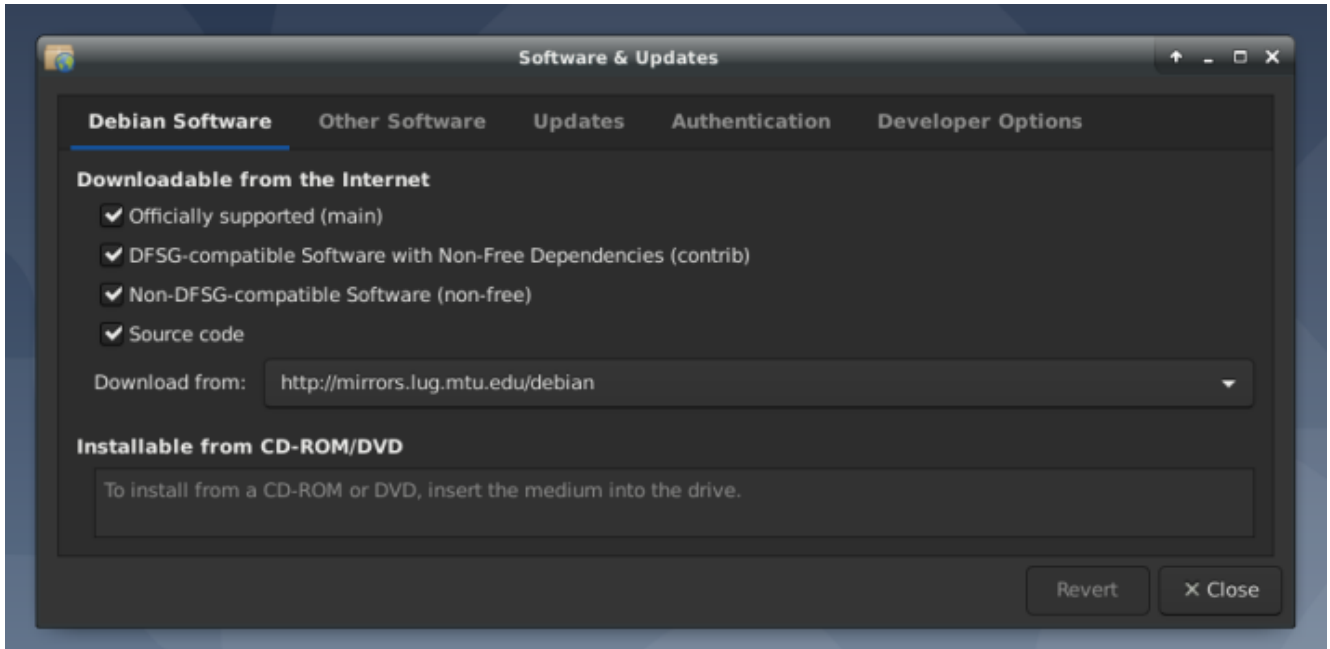 Software & Updates
Debian Software Other Software Updates Authentication Developer Options
Downloadable from the Internet
Officially supported (main)
DFSG-compatible Software with Non-Free Dependencies (contrib)
Non-DFSG-compatible Software (non-free)
Source code
Download from: http://mirrors.lug.mtu.edu/debian
Installable from CD-ROM/DVD
To install from a CD-ROM or DVD, insert the medium into the drive.
Revert Close